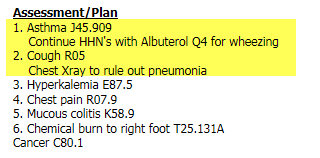 Assessment/Plan
1. Asthma J45.909
Continue HHN's with Albuterol Q4 for wheezing
2. Cough R05
Chest Xray to rule out pneumonia
3. Hyperkalemia E87.5
4. Chest pain R07.9
5. Mucous colitis K58.9
6. Chemical burn to right foot T25.131A
Cancer C80.1